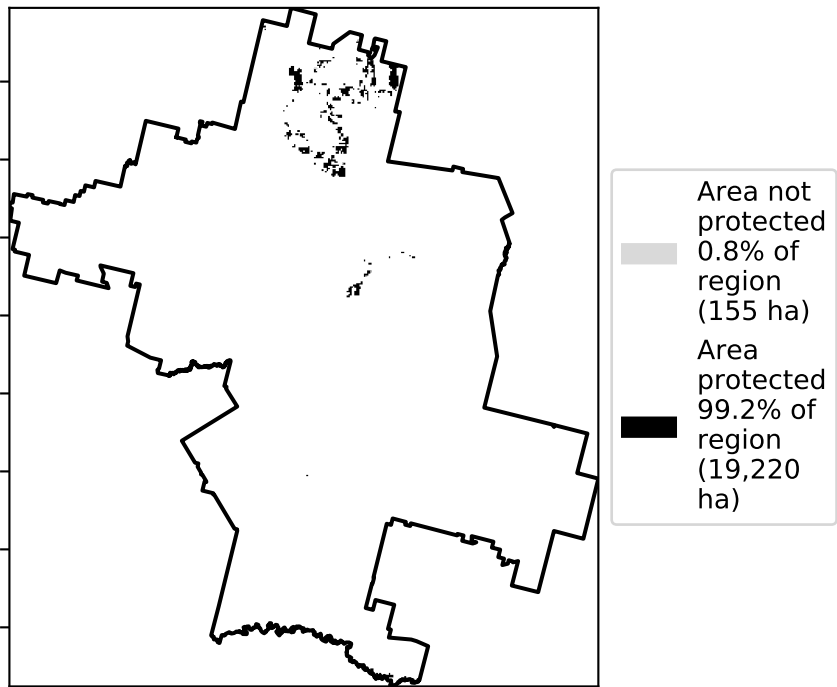 Area not
protected
0.8% of
region
(155 ha)
Area
protected
99.2% of
region
(19,220
ha)